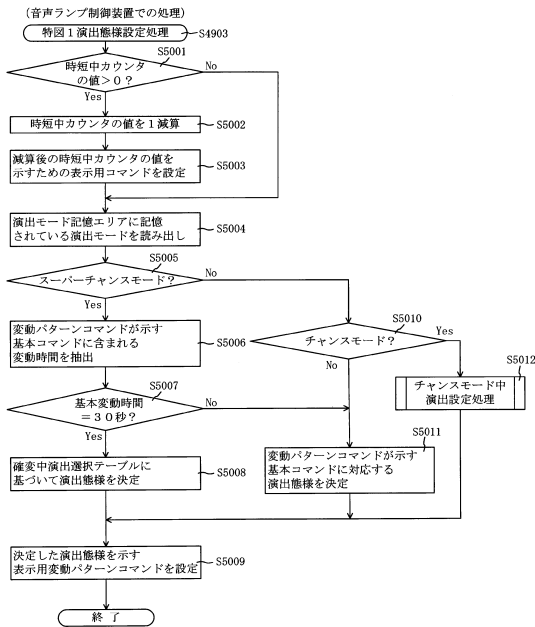 (音声ランプ制御装置での処理)
特図1演出態様設定処理
S4903
S5001
時短中カウンタ
の値>0?
No
Yes
時短中カウンタの値を1減算
S5002
減算後の時短中カウンタの値を
示すための表示用コマンドを設定
S5003
演出モード記憶エリアに記憶
されている演出モードを読み出し
S5004
S5005
スーパーチャンスモード?
No
Yes
変動パターンコマンドが示す
基本コマンドに含まれる
変動時間を抽出
S5006
S5010
チャンスモード?
Yes
No
S5012
チャンスモード中
演出設定処理
S5007
基本変動時間
=30秒?
No
Yes
S5011
変動パターンコマンドが示す
基本コマンドに対応する
演出態様を決定
確変中演出選択テーブルに
基づいて演出態様を決定
S5008
決定した演出態様を示す
表示用変動パターンコマンドを設定
S5009
終了